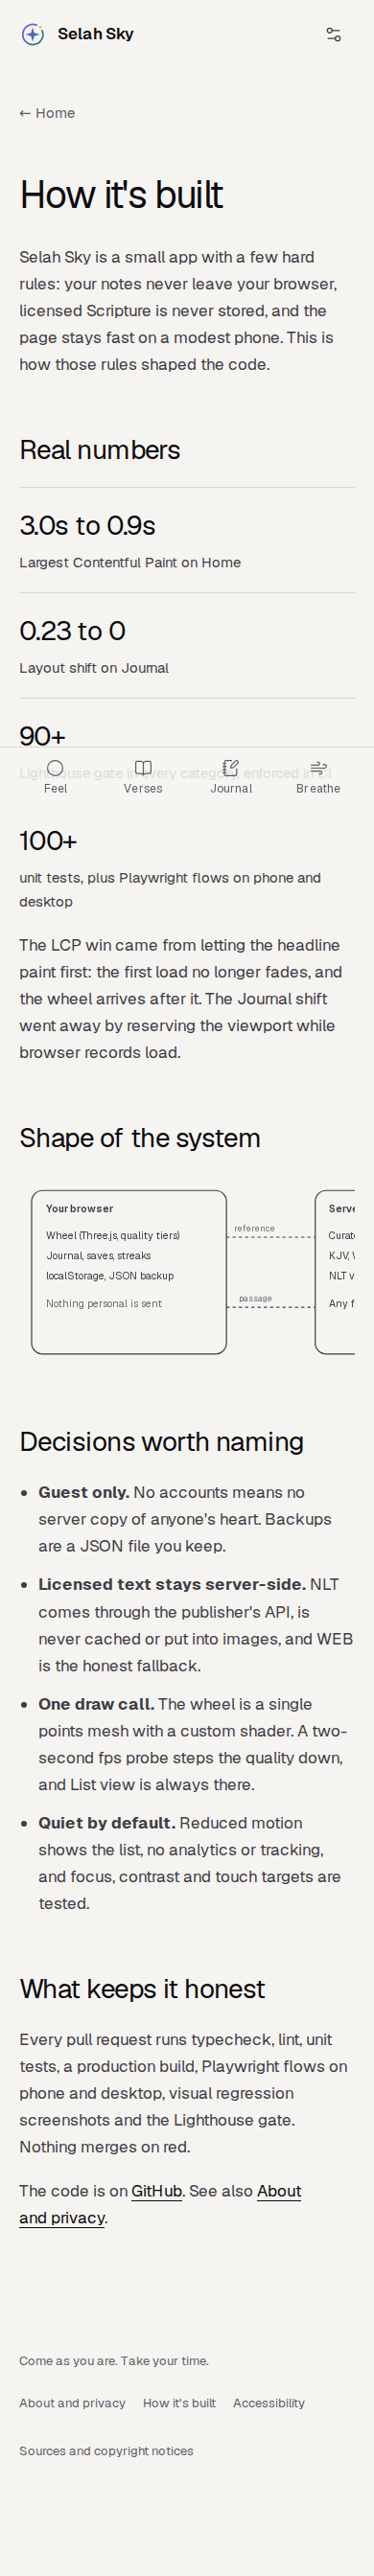 Selah Sky
← Home
How it's built
Selah Sky is a small app with a few hard
rules: your notes never leave your browser,
licensed Scripture is never stored, and the
page stays fast on a modest phone. This is
how those rules shaped the code.
Real numbers
3.0s to 0.9s
Largest Contentful Paint on Home
0.23 to 0
Layout shift on Journal
90+
Lighthouse gate in every category, enforced in CI
Feel
Verses
Journal
Breathe
100+
unit tests, plus Playwright flows on phone and
desktop
The LCP win came from letting the headline
paint first: the first load no longer fades, and
the wheel arrives after it. The Journal shift
went away by reserving the viewport while
browser records load.
Shape of the system
Your browser
Wheel (Three.js, quality tiers)
Journal, saves, streaks
localStorage, JSON backup
Nothing personal is sent
reference
passage
Serve
Curate
KJV, W
NLT v
Any f
Decisions worth naming
• Guest only. No accounts means no
server copy of anyone's heart. Backups
are a JSON file you keep.
• Licensed text stays server-side. NLT
comes through the publisher's API, is
never cached or put into images, and WEB
is the honest fallback.
• One draw call. The wheel is a single
points mesh with a custom shader. A two-
second fps probe steps the quality down,
and List view is always there.
• Quiet by default. Reduced motion
shows the list, no analytics or tracking,
and focus, contrast and touch targets are
tested.
What keeps it honest
Every pull request runs typecheck, lint, unit
tests, a production build, Playwright flows on
phone and desktop, visual regression
screenshots and the Lighthouse gate.
Nothing merges on red.
The code is on GitHub. See also About
and privacy.
Come as you are. Take your time.
About and privacy How it's built Accessibility
Sources and copyright notices